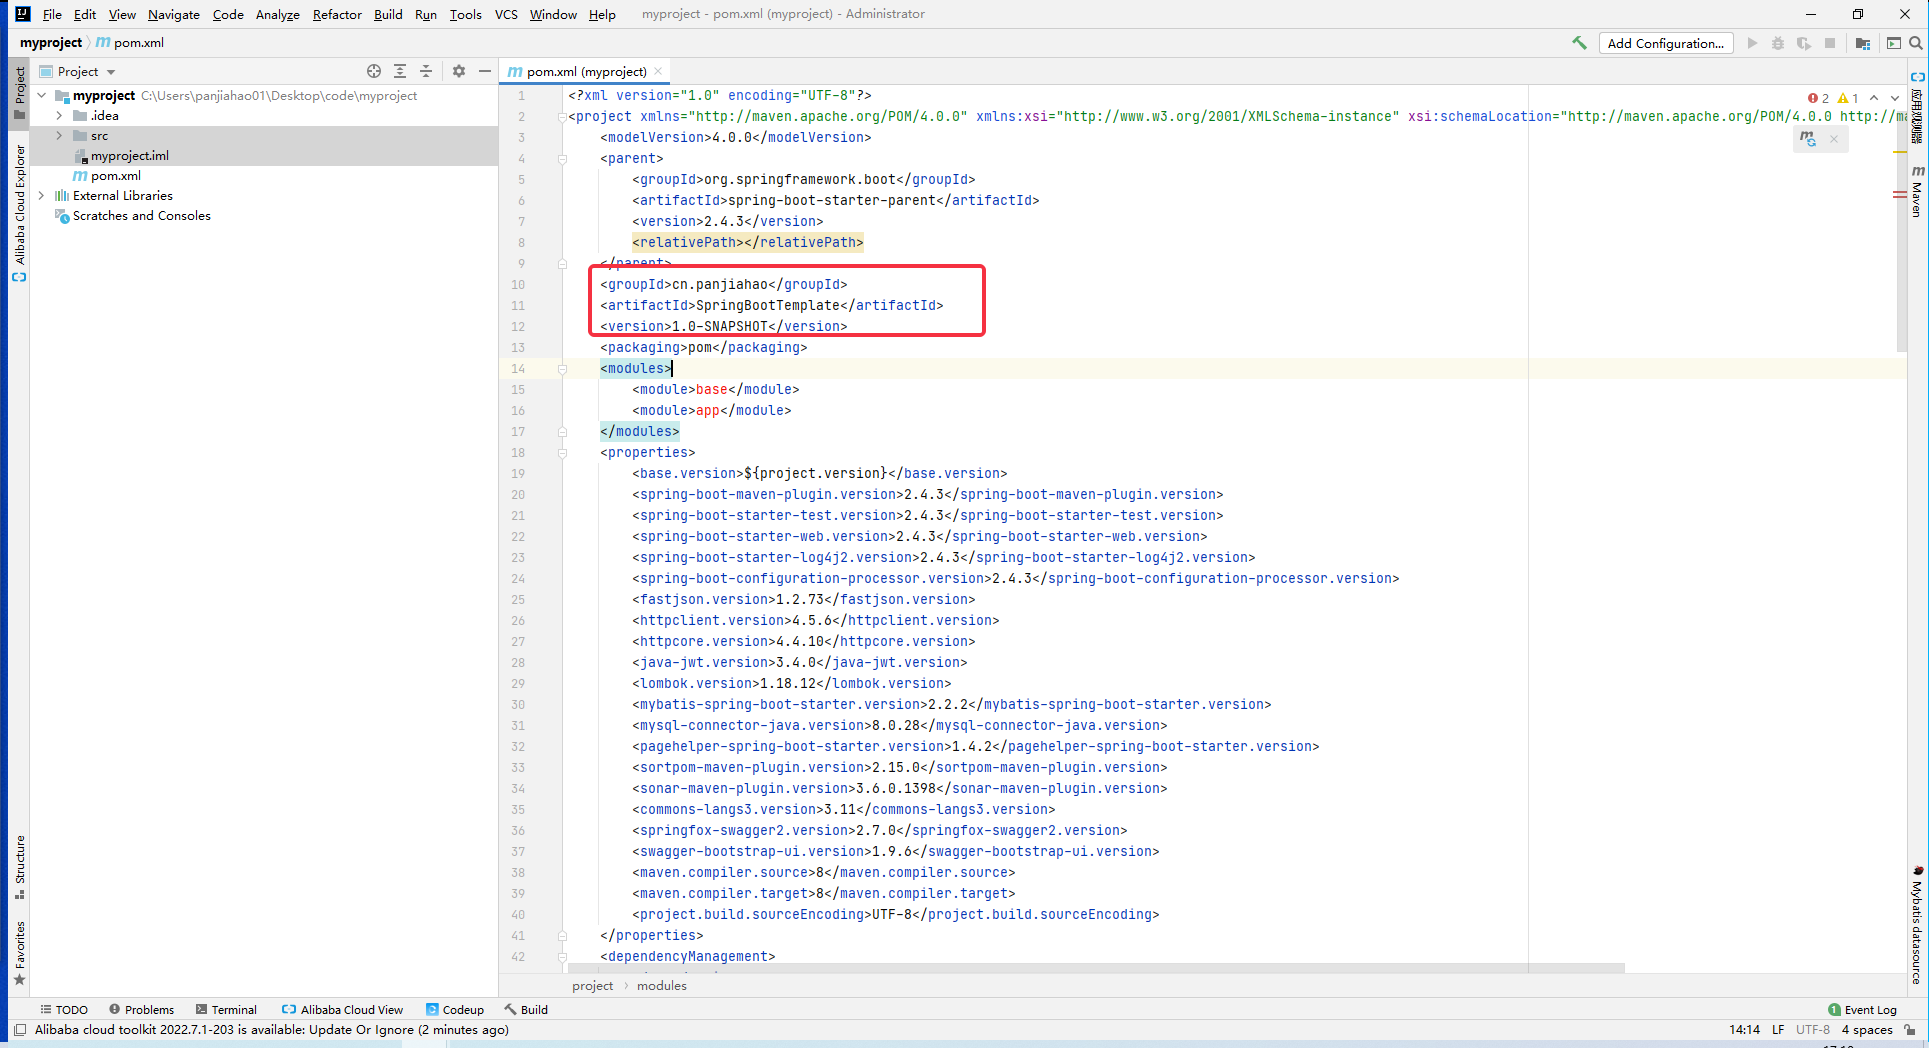 File Edit View Navigate Code Analyze Refactor Build Run Tools VCS Window Help myproject - pom.xml (myproject) - Administrator
myproject pom.xml Add Configuration...
Project pom.xml (myproject)
myproject C:\Users\panjiahao01\Desktop\code\myproject
.idea
src
myproject.iml
pom.xml
External Libraries
Scratches and Consoles
Project
Alibaba Cloud Explorer
Structure
Favorites
2 1
1 <?xml version="1.0" encoding="UTF-8"?>
2 <project xmlns="http://maven.apache.org/POM/4.0.0" xmlns:xsi="http://www.w3.org/2001/XMLSchema-instance" xsi:schemaLocation="http://maven.apache.org/POM/4.0.0 http://ma
3 <modelVersion>4.0.0</modelVersion>
4 <parent>
5 <groupId>org.springframework.boot</groupId>
6 <artifactId>spring-boot-starter-parent</artifactId>
7 <version>2.4.3</version>
8 <relativePath></relativePath>
9 </parent>
10 <groupId>cn.panjiahao</groupId>
11 <artifactId>SpringBootTemplate</artifactId>
12 <version>1.0-SNAPSHOT</version>
13 <packaging>pom</packaging>
14 <modules>
15 <module>base</module>
16 <module>app</module>
17 </modules>
18 <properties>
19 <base.version>${project.version}</base.version>
20 <spring-boot-maven-plugin.version>2.4.3</spring-boot-maven-plugin.version>
21 <spring-boot-starter-test.version>2.4.3</spring-boot-starter-test.version>
22 <spring-boot-starter-web.version>2.4.3</spring-boot-starter-web.version>
23 <spring-boot-starter-log4j2.version>2.4.3</spring-boot-starter-log4j2.version>
24 <spring-boot-configuration-processor.version>2.4.3</spring-boot-configuration-processor.version>
25 <fastjson.version>1.2.73</fastjson.version>
26 <httpclient.version>4.5.6</httpclient.version>
27 <httpcore.version>4.4.10</httpcore.version>
28 <java-jwt.version>3.4.0</java-jwt.version>
29 <lombok.version>1.18.12</lombok.version>
30 <mybatis-spring-boot-starter.version>2.2.2</mybatis-spring-boot-starter.version>
31 <mysql-connector-java.version>8.0.28</mysql-connector-java.version>
32 <pagehelper-spring-boot-starter.version>1.4.2</pagehelper-spring-boot-starter.version>
33 <sortpom-maven-plugin.version>2.15.0</sortpom-maven-plugin.version>
34 <sonar-maven-plugin.version>3.6.0.1398</sonar-maven-plugin.version>
35 <commons-langs3.version>3.11</commons-langs3.version>
36 <springfox-swagger2.version>2.7.0</springfox-swagger2.version>
37 <swagger-bootstrap-ui.version>1.9.6</swagger-bootstrap-ui.version>
38 <maven.compiler.source>8</maven.compiler.source>
39 <maven.compiler.target>8</maven.compiler.target>
40 <project.build.sourceEncoding>UTF-8</project.build.sourceEncoding>
41 </properties>
42 <dependencyManagement>
project modules
应用观测器
Maven
Mybatis datasource
TODO Problems Terminal Alibaba Cloud View Codeup Build 1 Event Log
Alibaba cloud toolkit 2022.7.1-203 is available: Update Or Ignore (2 minutes ago) 14:14 LF UTF-8 4 spaces